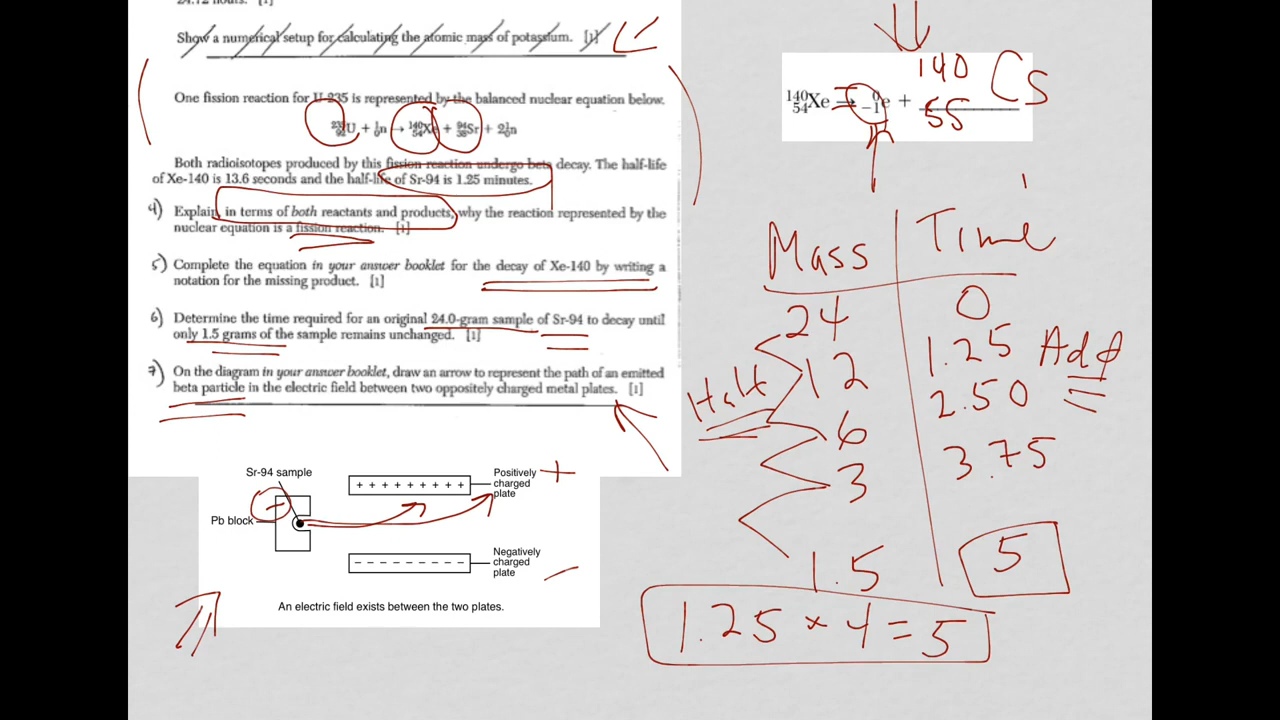 Show a numerical setup for calculating the atomic mass of potassium. [1]
One fission reaction for U-235 is represented by the balanced nuclear equation below.
²³⁵₉₂U + ¹₀n → ¹⁴⁰₅₄Xe + ⁹⁴₃₈Sr + 2¹₀n
Both radioisotopes produced by this fission reaction undergo beta decay. The half-life
of Xe-140 is 13.6 seconds and the half-life of Sr-94 is 1.25 minutes.
4) Explain, in terms of both reactants and products, why the reaction represented by the
nuclear equation is a fission reaction. [1]
5) Complete the equation in your answer booklet for the decay of Xe-140 by writing a
notation for the missing product. [1]
6) Determine the time required for an original 24.0-gram sample of Sr-94 to decay until
only 1.5 grams of the sample remains unchanged. [1]
7) On the diagram in your answer booklet, draw an arrow to represent the path of an emitted
beta particle in the electric field between two oppositely charged metal plates. [1]
Sr-94 sample
Pb block
−
+ + + + + + + + +
Positively
charged
plate
+
− − − − − − − − −
Negatively
charged
plate
−
An electric field exists between the two plates.
¹⁴⁰₅₄Xe → ⁰₋₁e + ¹⁴⁰₅₅Cs
Mass Time
24 0
12 1.25 Add
Half
2.50
6
3 3.75
1.5 5
1.25 × 4 = 5